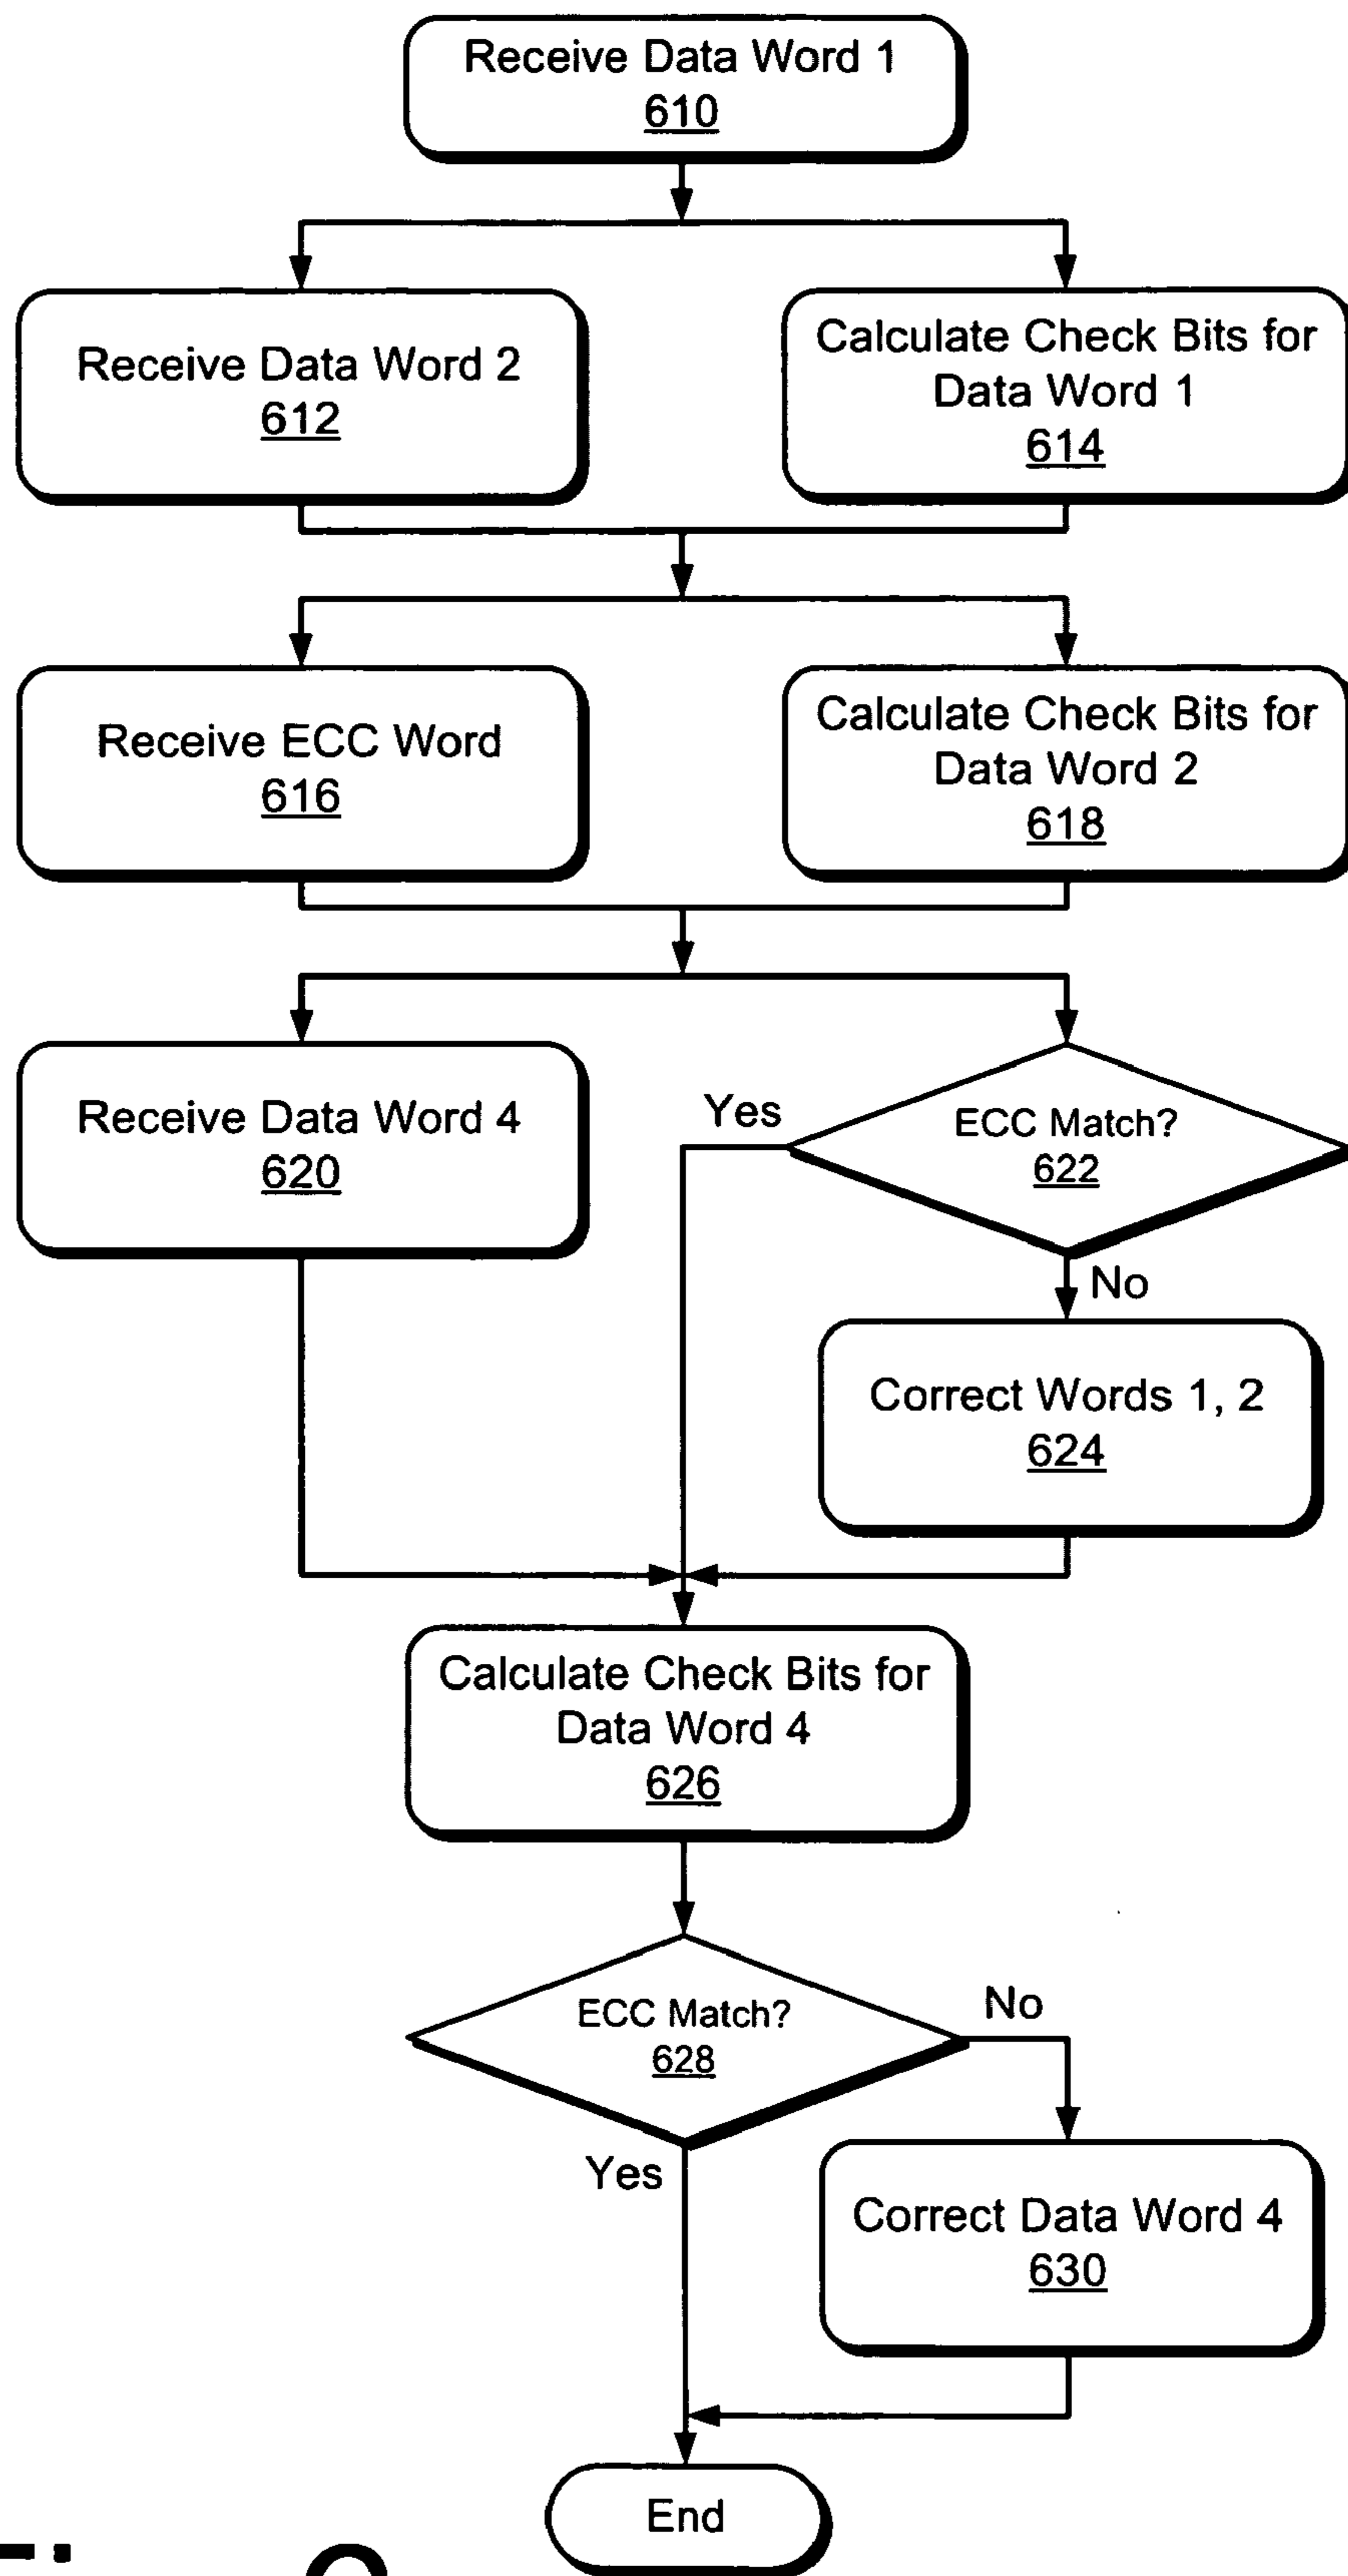 Receive Data Word 1
610
Receive Data Word 2
612
Calculate Check Bits for
Data Word 1
614
Receive ECC Word
616
Calculate Check Bits for
Data Word 2
618
Receive Data Word 4
620
Yes
ECC Match?
622
No
Correct Words 1, 2
624
Calculate Check Bits for
Data Word 4
626
ECC Match?
628
No
Yes
Correct Data Word 4
630
End